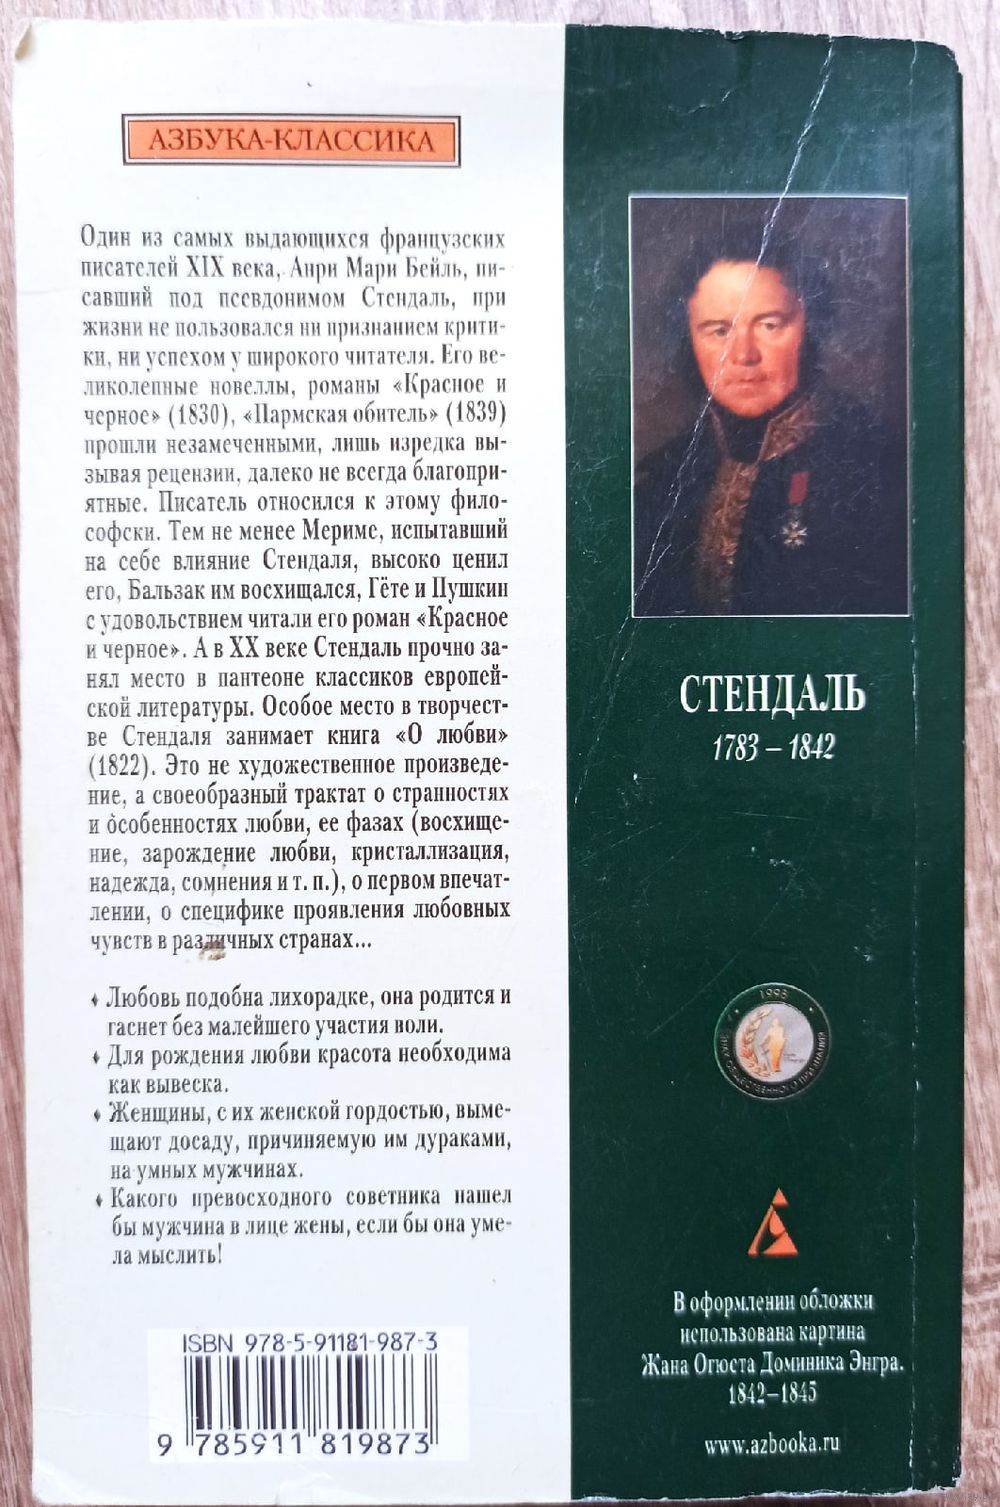 АЗБУКА-КЛАССИКА
Один из самых выдающихся французских
писателей XIX века, Анри Мари Бейль, пи-
савший под псевдонимом Стендаль, при
жизни не пользовался ни признанием крити-
ки, ни успехом у широкого читателя. Его ве-
ликолепные новеллы, романы «Красное и
черное» (1830), «Пармская обитель» (1839)
прошли незамеченными, лишь изредка вы-
зывая рецензии, далеко не всегда благопри-
ятные. Писатель относился к этому фило-
софски. Тем не менее Мериме, испытавший
на себе влияние Стендаля, высоко ценил
его, Бальзак им восхищался, Гёте и Пушкин
с удовольствием читали его роман «Красное
и черное». А в XX веке Стендаль прочно за-
нял место в пантеоне классиков европей-
ской литературы. Особое место в творчест-
ве Стендаля занимает книга «О любви»
(1822). Это не художественное произведе-
ние, а своеобразный трактат о странностях
и особенностях любви, ее фазах (восхище-
ние, зарождение любви, кристаллизация,
надежда, сомнения и т. п.), о первом впечат-
лении, о специфике проявления любовных
чувств в различных странах...
♦ Любовь подобна лихорадке, она родится и
гаснет без малейшего участия воли.
♦ Для рождения любви красота необходима
как вывеска.
♦ Женщины, с их женской гордостью, выме-
щают досаду, причиняемую им дураками,
на умных мужчинах.
♦ Какого превосходного советника нашел
бы мужчина в лице жены, если бы она уме-
ла мыслить!
ISBN 978-5-91181-987-3
9 785911 819873
СТЕНДАЛЬ
1783 – 1842
1998
ЗНАК ОБЩЕСТВЕННОГО ПРИЗНАНИЯ
В оформлении обложки
использована картина
Жана Огюста Доминика Энгра.
1842–1845
www.azbooka.ru